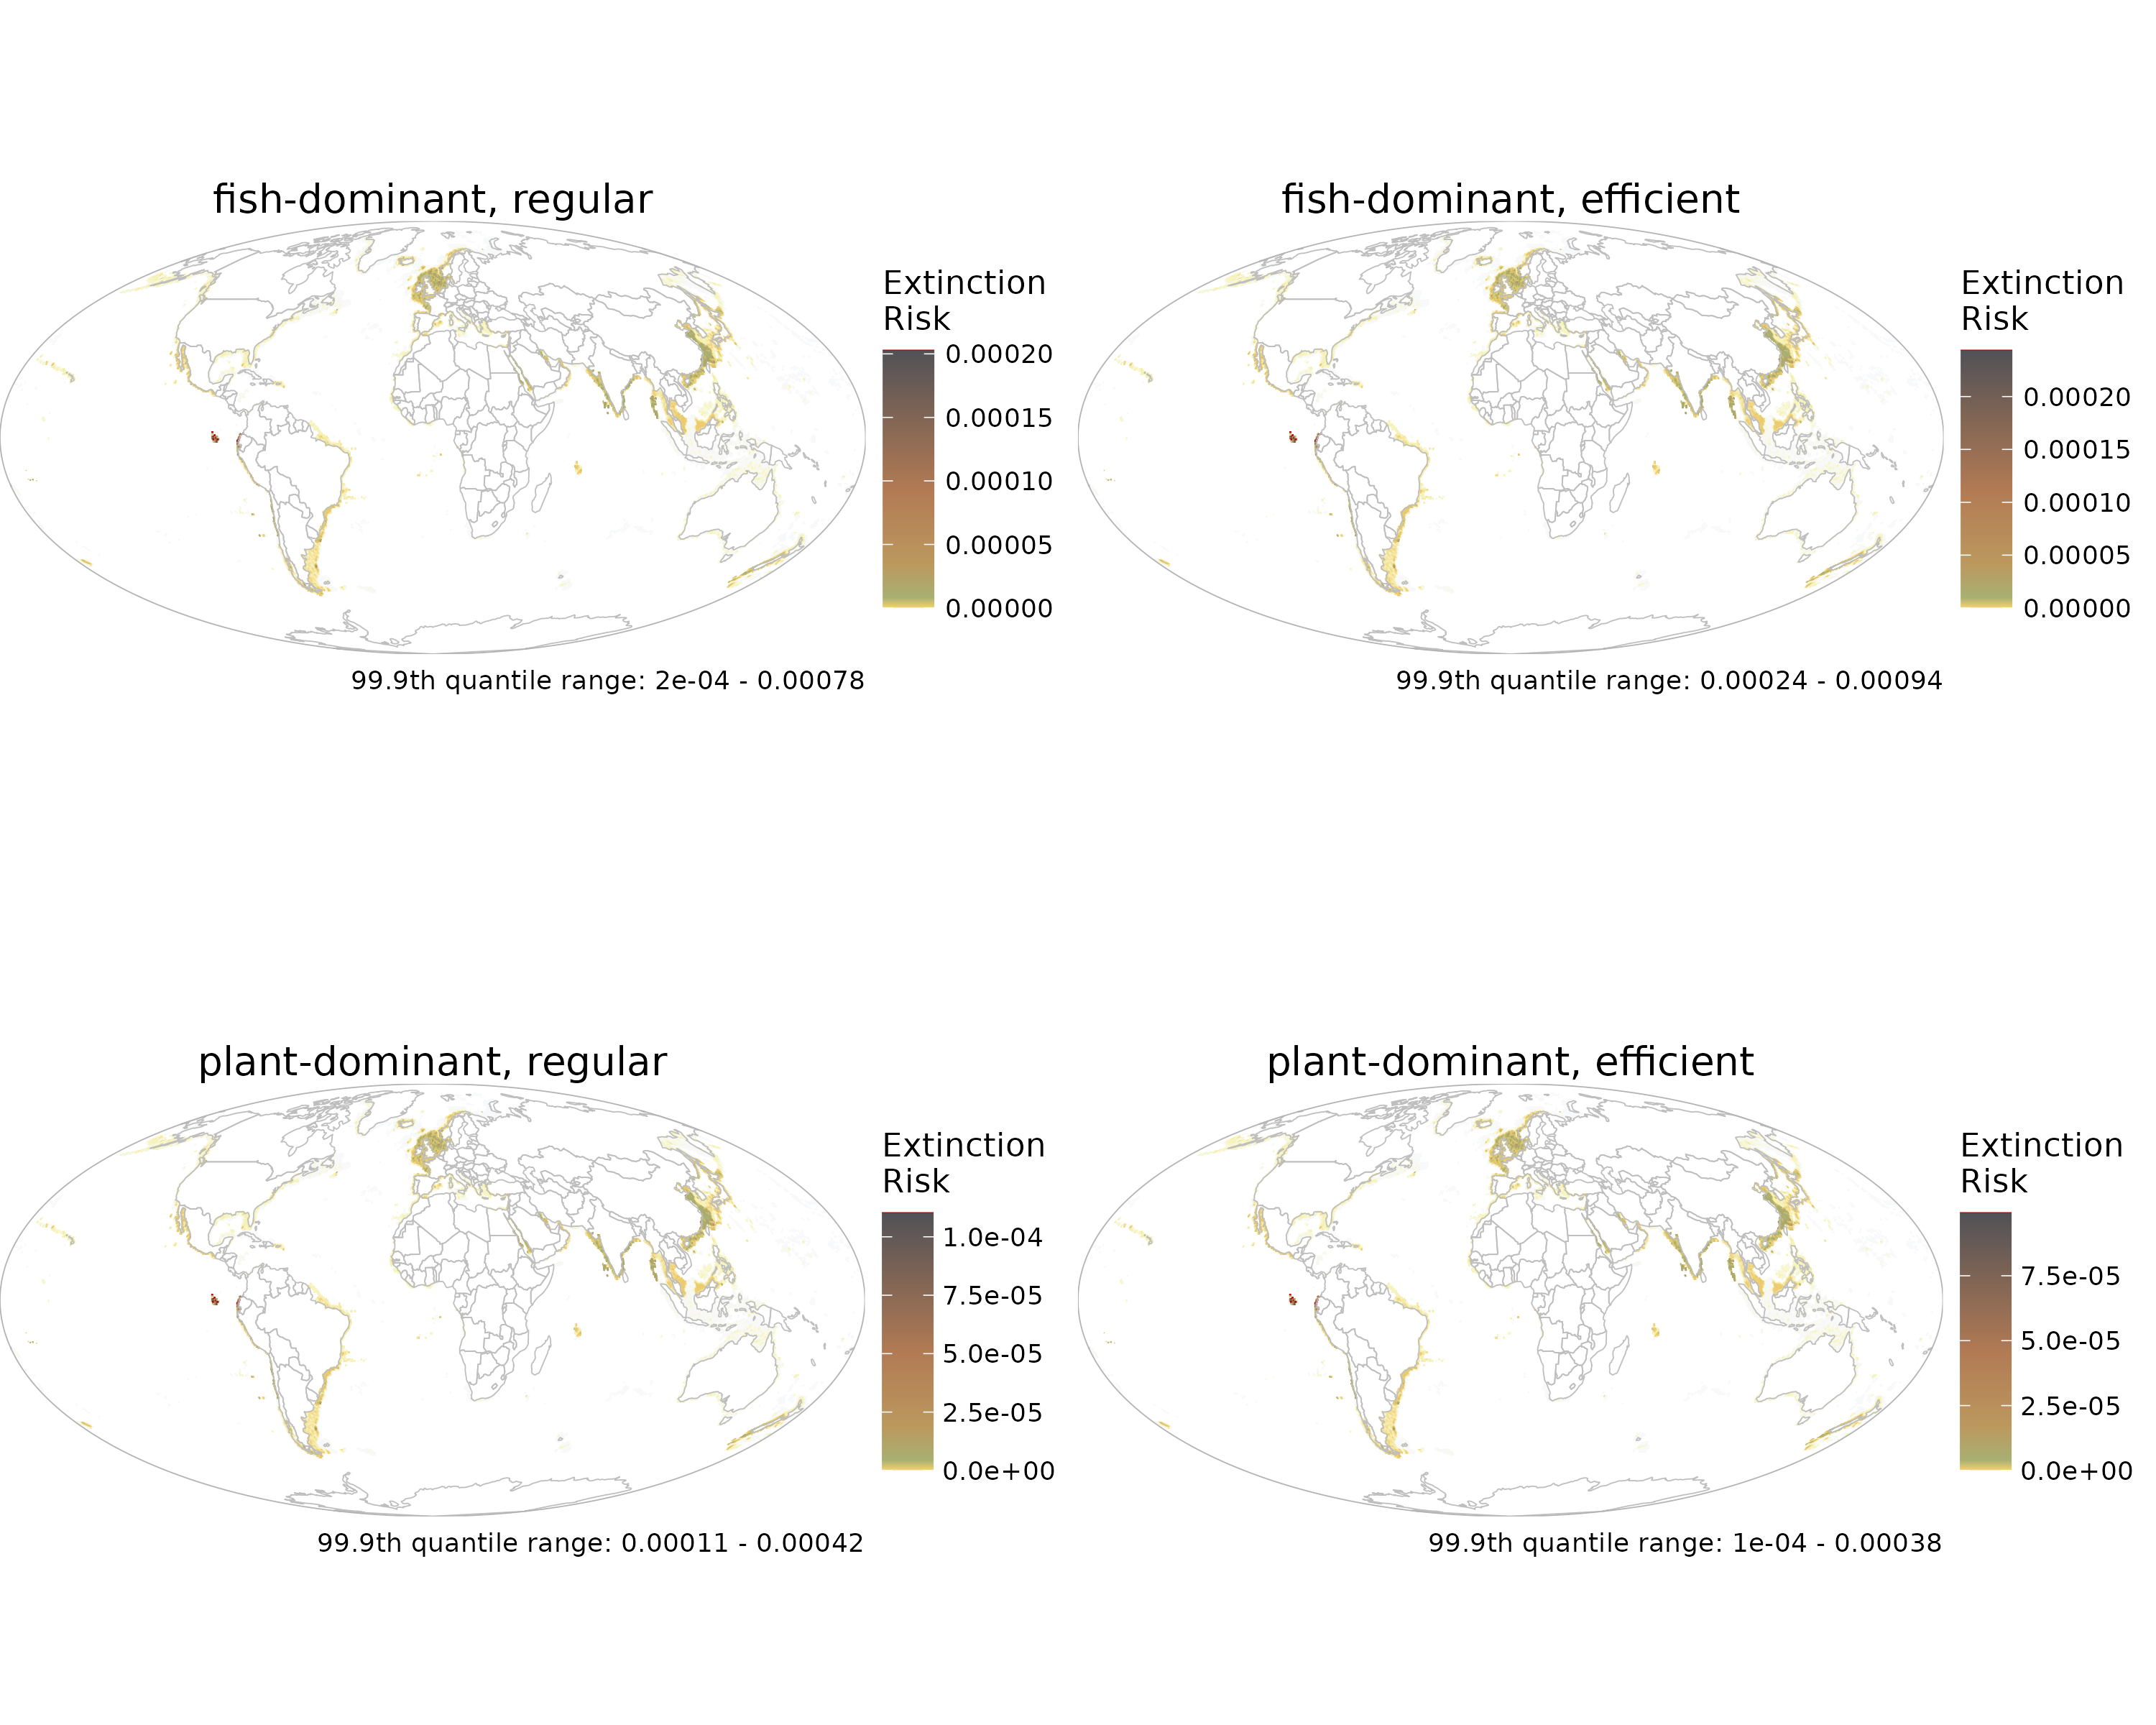 fish-dominant, regular
Extinction
Risk
0.00020
0.00015
0.00010
0.00005
0.00000
99.9th quantile range: 2e-04 - 0.00078
fish-dominant, efficient
Extinction
Risk
0.00020
0.00015
0.00010
0.00005
0.00000
99.9th quantile range: 0.00024 - 0.00094
plant-dominant, regular
Extinction
Risk
1.0e-04
7.5e-05
5.0e-05
2.5e-05
0.0e+00
99.9th quantile range: 0.00011 - 0.00042
plant-dominant, efficient
Extinction
Risk
7.5e-05
5.0e-05
2.5e-05
0.0e+00
99.9th quantile range: 1e-04 - 0.00038